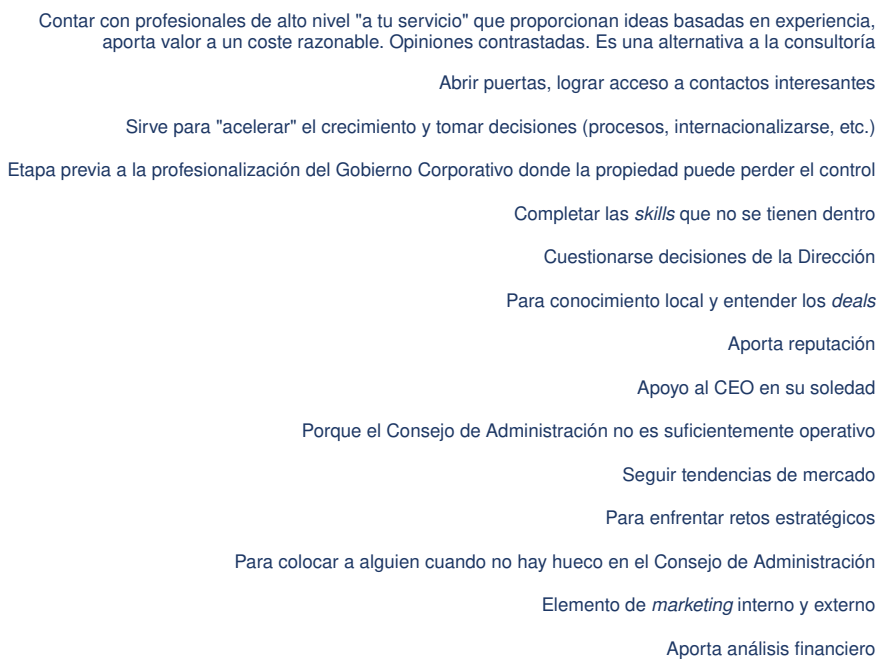 Contar con profesionales de alto nivel "a tu servicio" que proporcionan ideas basadas en experiencia,
aporta valor a un coste razonable. Opiniones contrastadas. Es una alternativa a la consultoría
Abrir puertas, lograr acceso a contactos interesantes
Sirve para "acelerar" el crecimiento y tomar decisiones (procesos, internacionalizarse, etc.)
Etapa previa a la profesionalización del Gobierno Corporativo donde la propiedad puede perder el control
Completar las skills que no se tienen dentro
Cuestionarse decisiones de la Dirección
Para conocimiento local y entender los deals
Aporta reputación
Apoyo al CEO en su soledad
Porque el Consejo de Administración no es suficientemente operativo
Seguir tendencias de mercado
Para enfrentar retos estratégicos
Para colocar a alguien cuando no hay hueco en el Consejo de Administración
Elemento de marketing interno y externo
Aporta análisis financiero